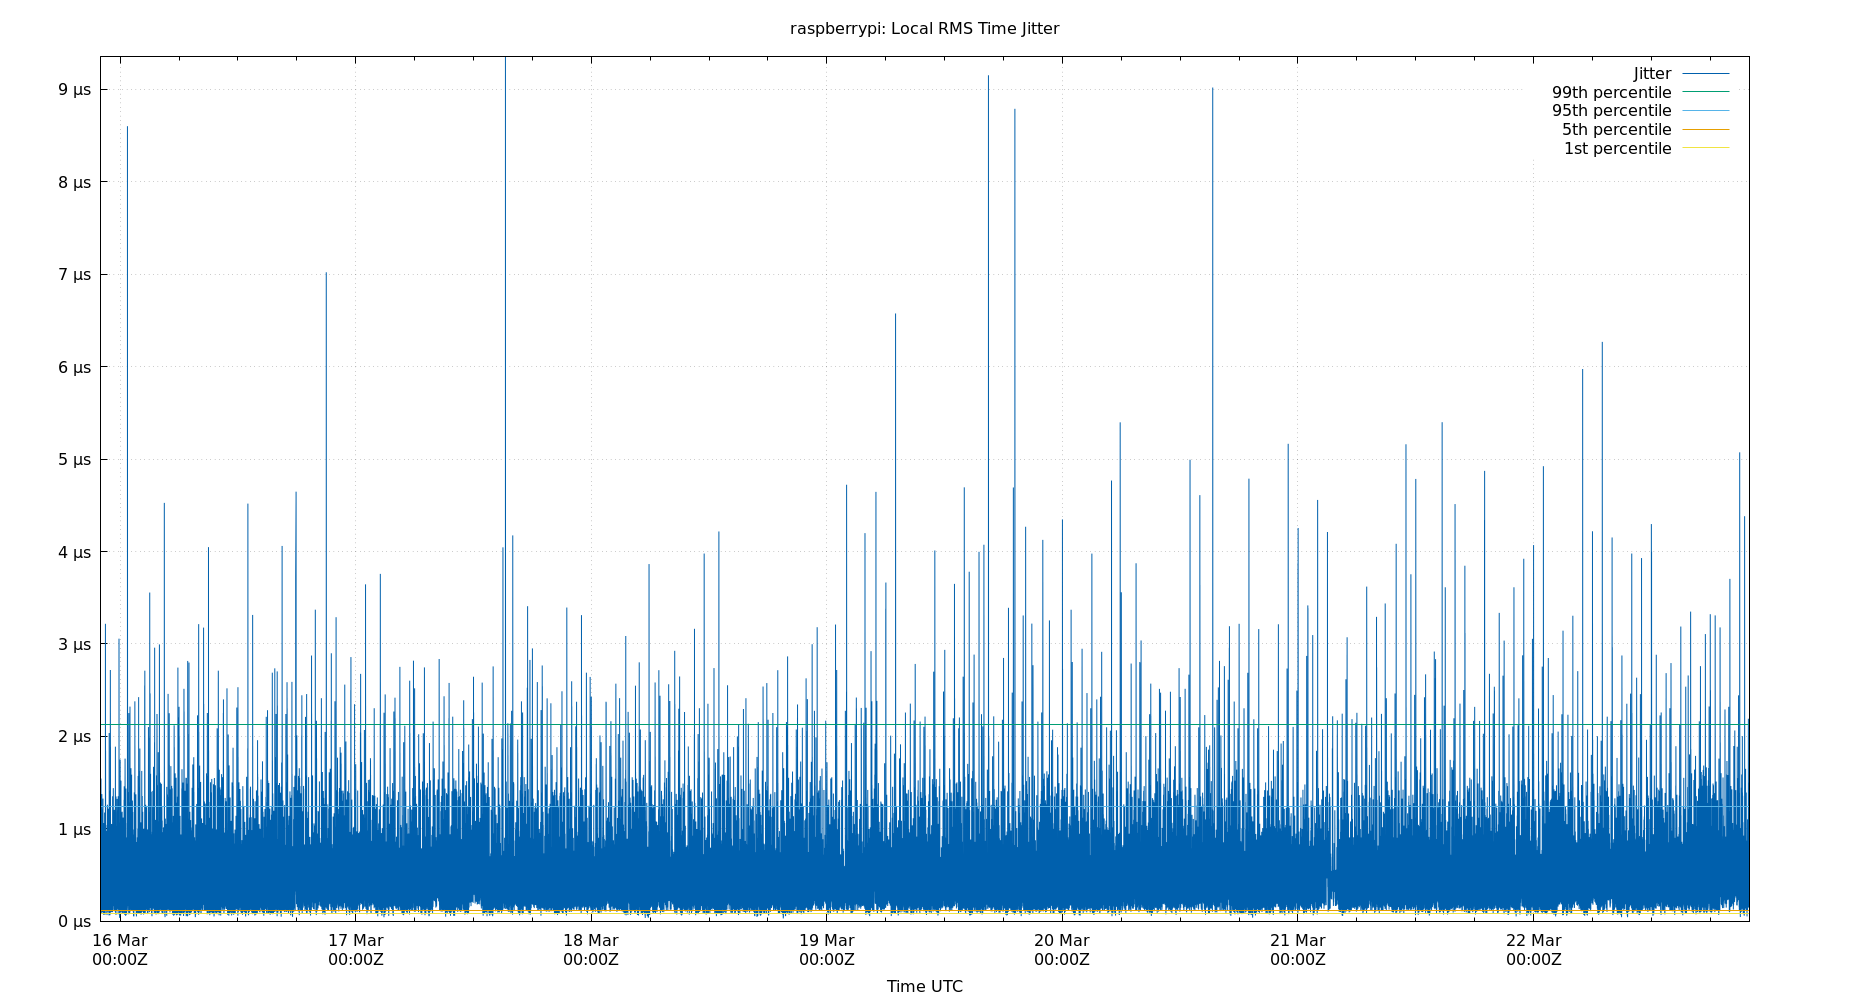 raspberrypi: Local RMS Time Jitter
Jitter
99th percentile
95th percentile
5th percentile
1st percentile
9 µs
8 µs
7 µs
6 µs
5 µs
4 µs
3 µs
2 µs
1 µs
0 µs
16 Mar 17 Mar 18 Mar 19 Mar 20 Mar 21 Mar 22 Mar
00:00Z 00:00Z 00:00Z 00:00Z 00:00Z 00:00Z 00:00Z
Time UTC